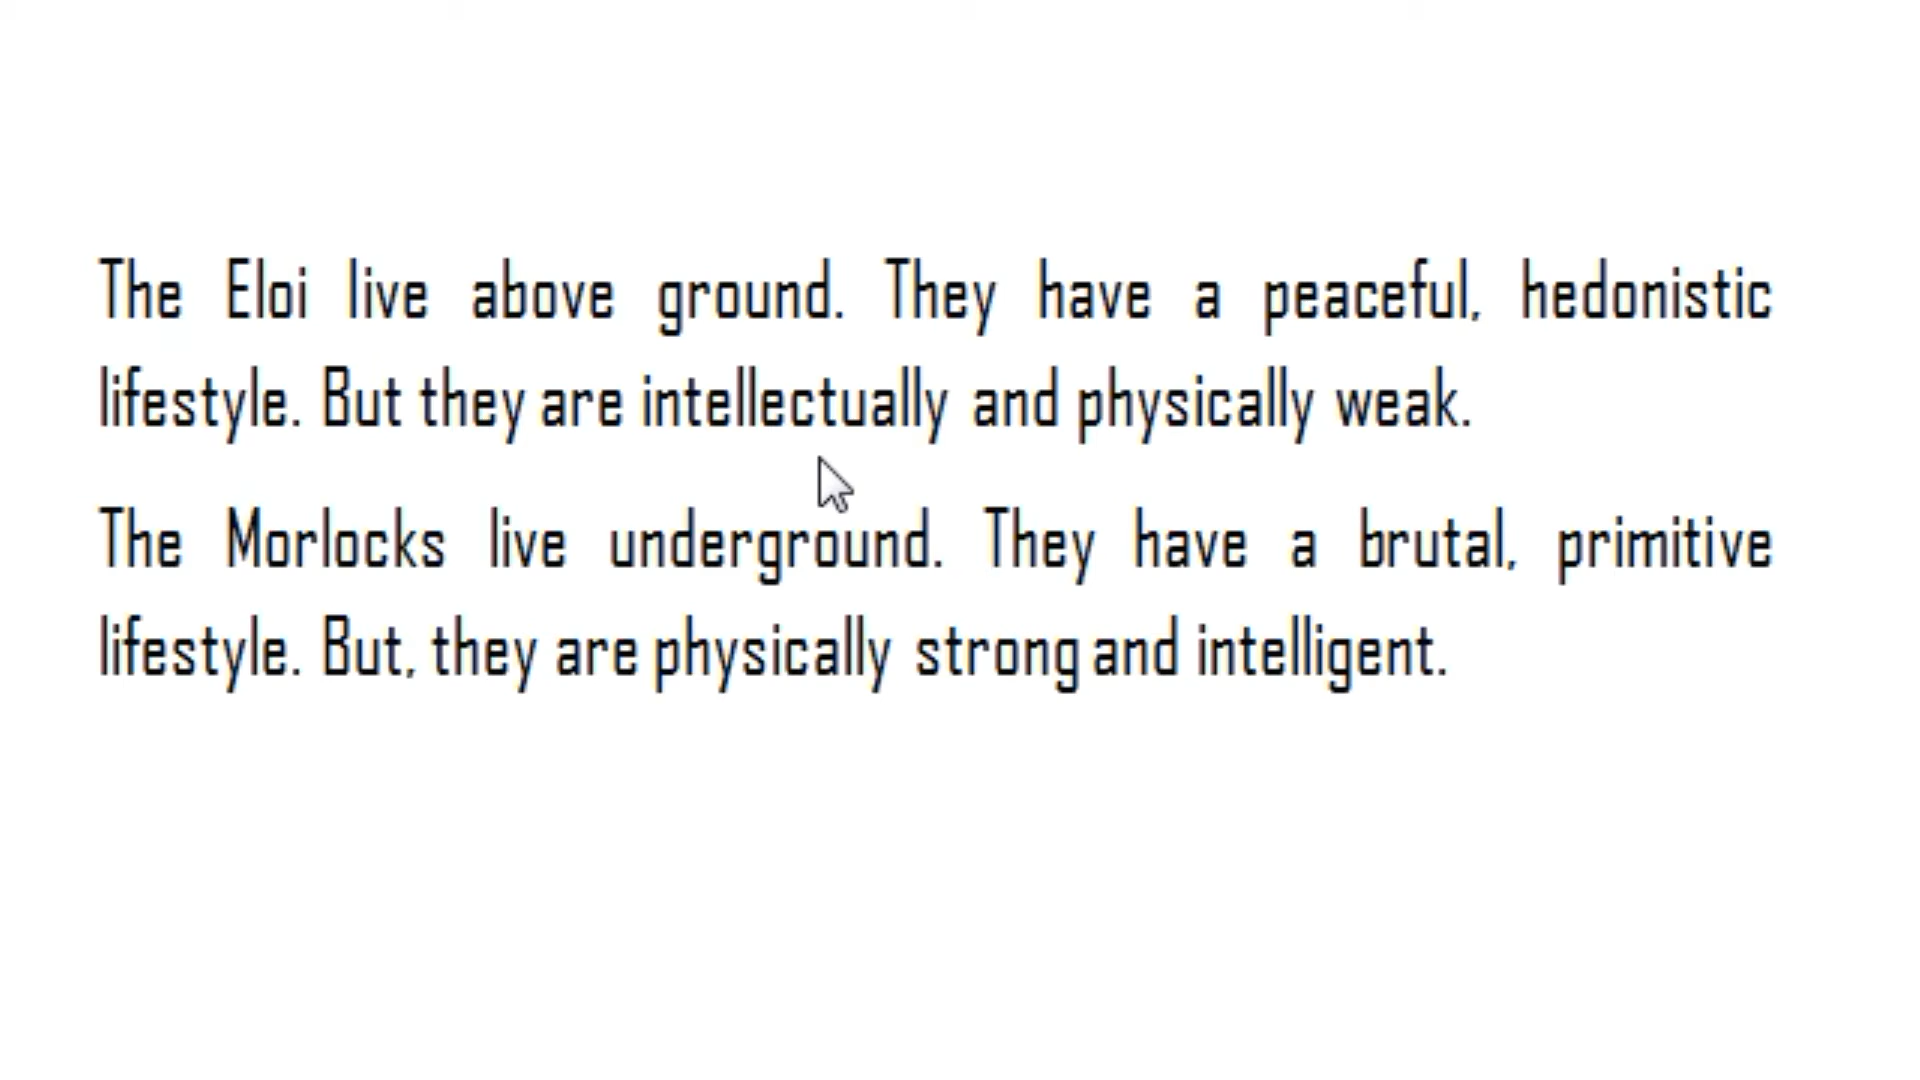 The Eloi live above ground. They have a peaceful, hedonistic
lifestyle. But they are intellectually and physically weak.
The Morlocks live underground. They have a brutal, primitive
lifestyle. But, they are physically strong and intelligent.